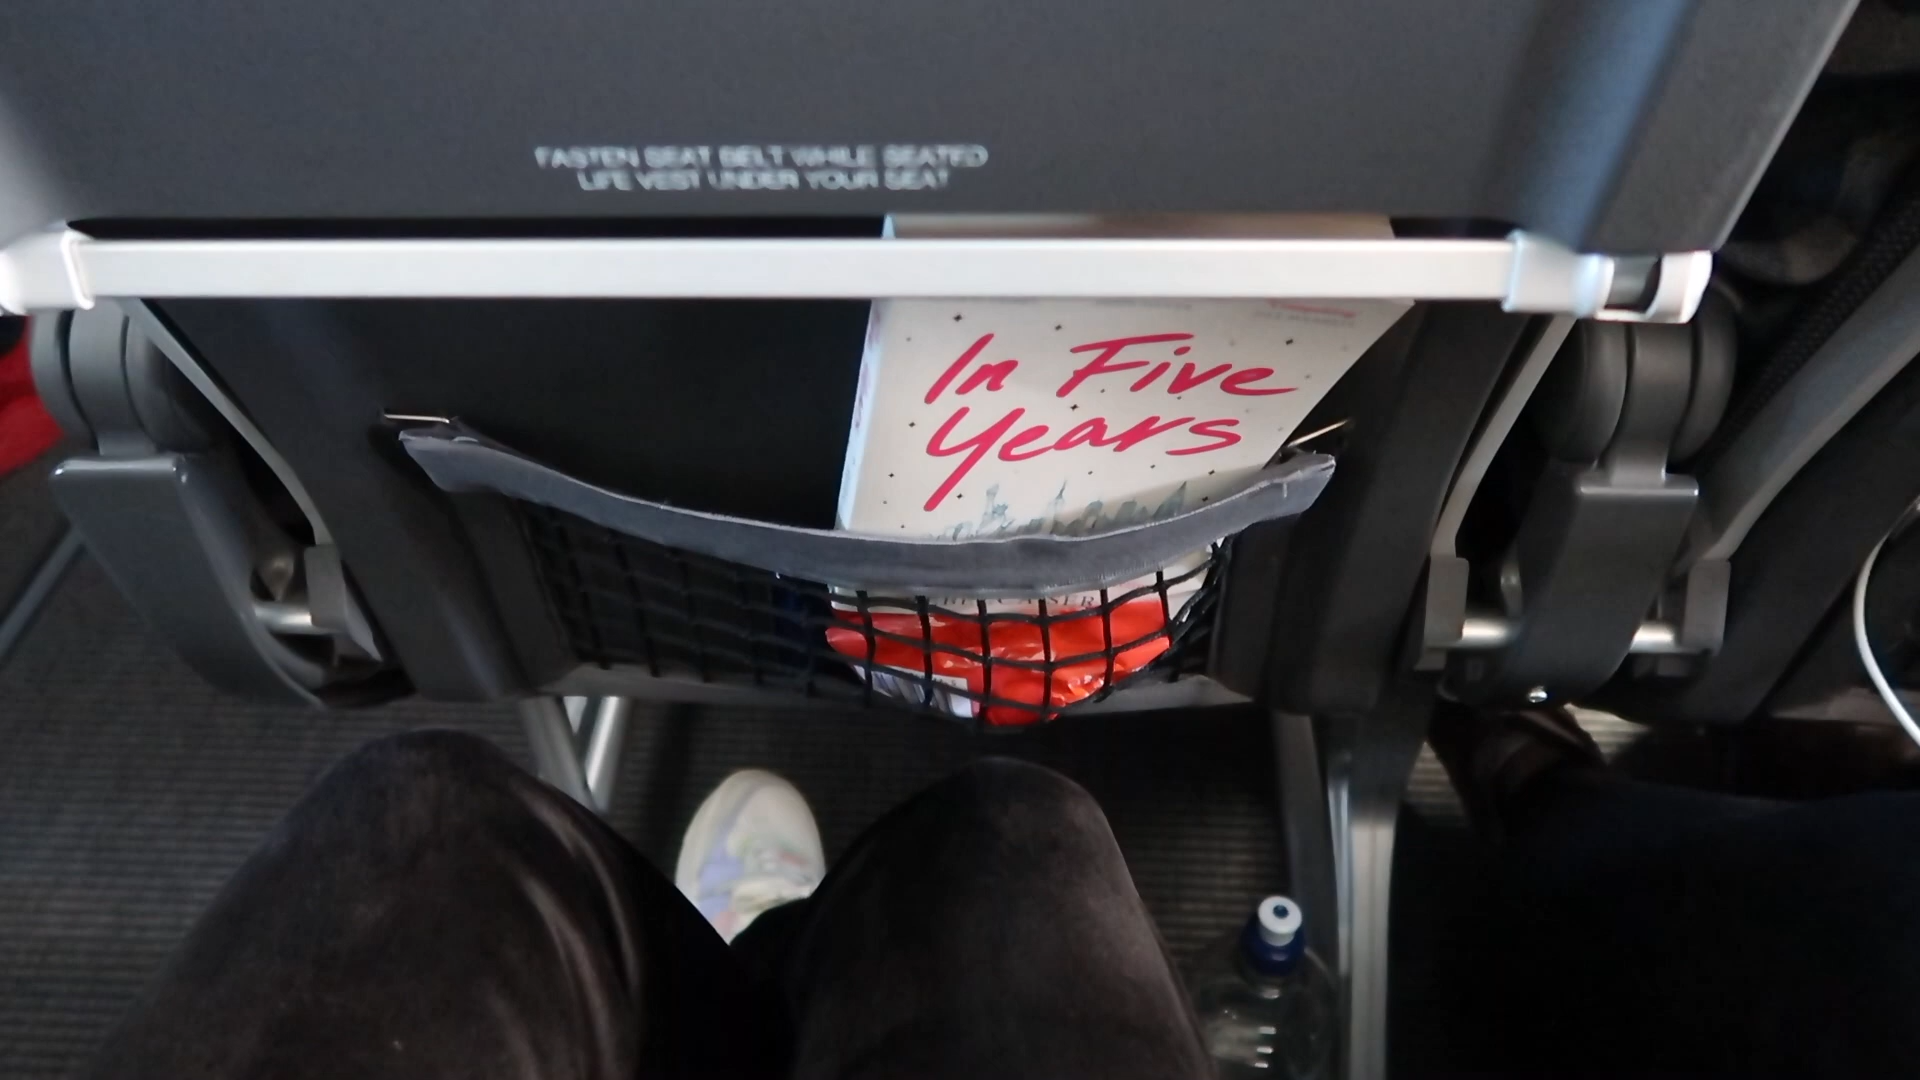 FASTEN SEAT BELT WHILE SEATED
LIFE VEST UNDER YOUR SEAT
In Five
Years